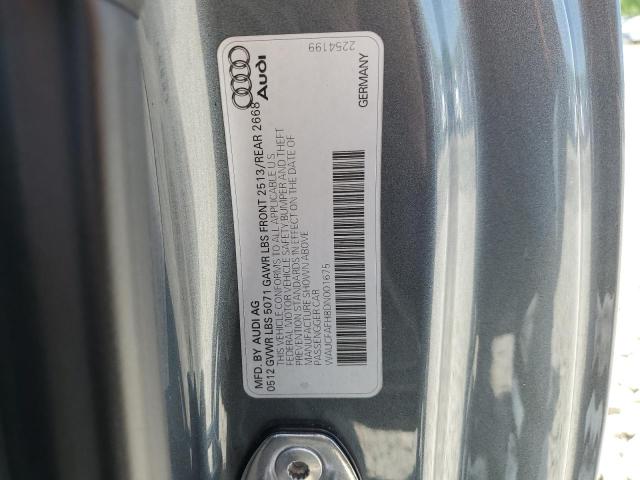 MFD. BY AUDI AG
0512 GVWR LBS 5071 GAWR LBS FRONT 2513/REAR 2668
THIS VEHICLE CONFORMS TO ALL APPLICABLE U.S.
FEDERAL MOTOR VEHICLE SAFETY BUMPER AND THEFT
PREVENTION STANDARDS IN EFFECT ON THE DATE OF
MANUFACTURE SHOWN ABOVE
PASSENGER CAR
WAUCFAFH8DN001675
Audi
GERMANY
2254199